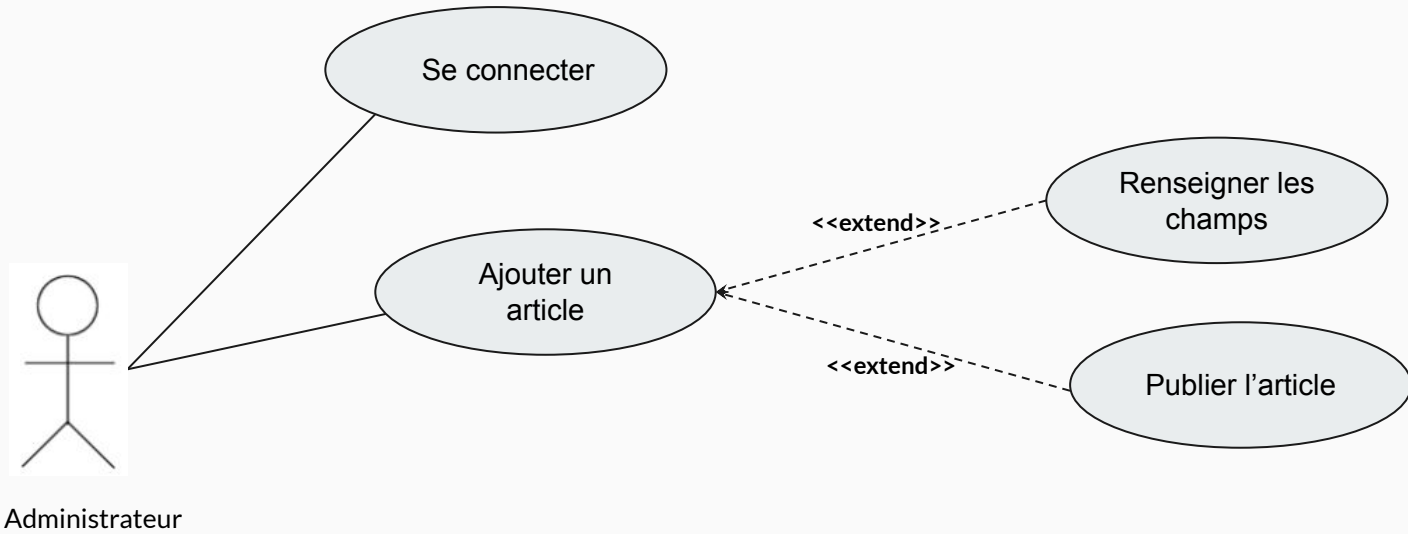 Se connecter
Renseigner les
champs
<<extend>>
Ajouter un
article
<<extend>>
Publier l’article
Administrateur